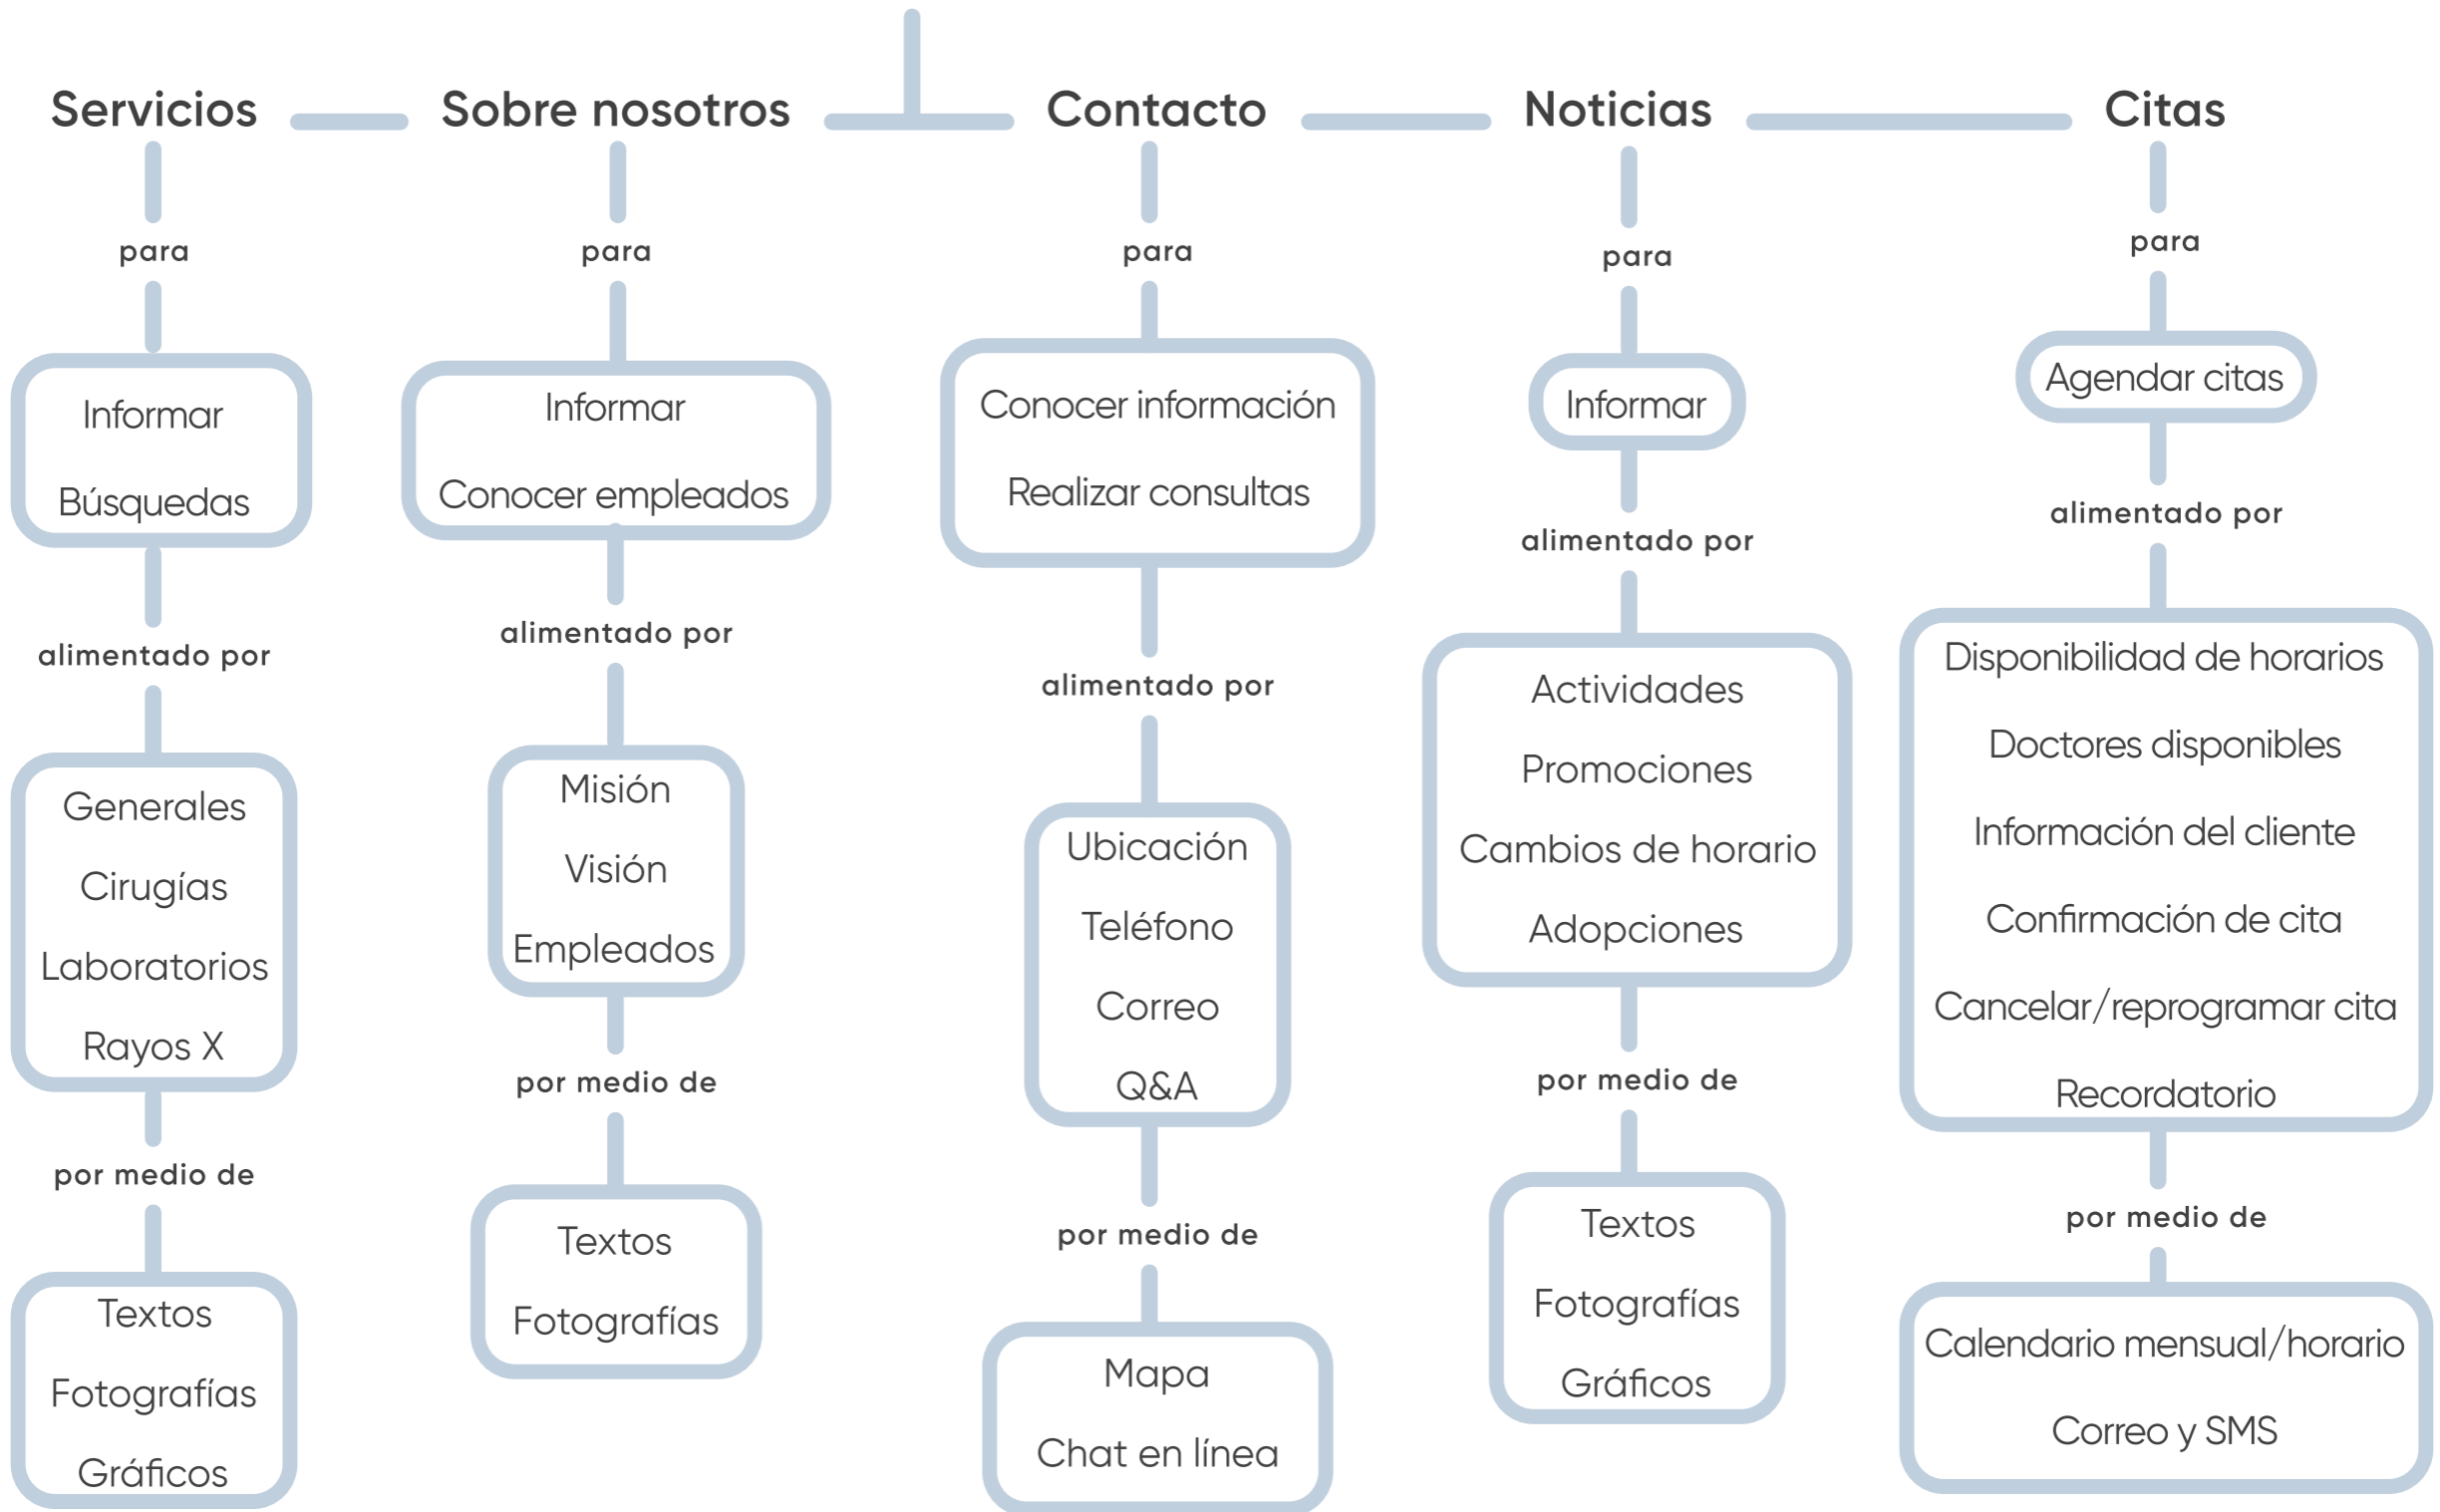 Servicios
para
Informar
Búsquedas
alimentado por
Generales
Cirugías
Laboratorios
Rayos X
por medio de
Textos
Fotografías
Gráficos
Sobre nosotros
para
Informar
Conocer empleados
alimentado por
Misión
Visión
Empleados
por medio de
Textos
Fotografías
Contacto
para
Conocer información
Realizar consultas
alimentado por
Ubicación
Teléfono
Correo
Q&A
por medio de
Mapa
Chat en línea
Noticias
para
Informar
alimentado por
Actividades
Promociones
Cambios de horario
Adopciones
por medio de
Textos
Fotografías
Gráficos
Citas
para
Agendar citas
alimentado por
Disponibilidad de horarios
Doctores disponibles
Información del cliente
Confirmación de cita
Cancelar/reprogramar cita
Recordatorio
por medio de
Calendario mensual/horario
Correo y SMS